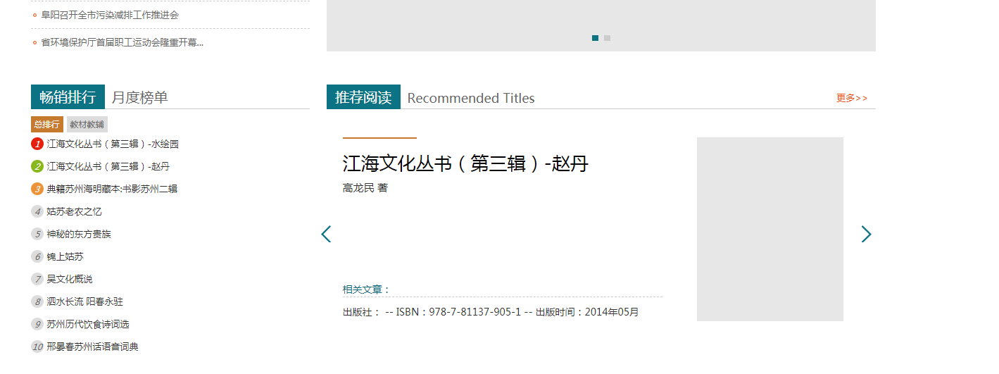 阜阳召开全市污染减排工作推进会
省环境保护厅首届职工运动会隆重开幕...
畅销排行 月度榜单
总排行 教材教辅
1 江海文化丛书（第三辑）-水绘园
2 江海文化丛书（第三辑）-赵丹
3 典籍苏州海明藏本:书影苏州二辑
4 姑苏老农之忆
5 神秘的东方贵族
6 锦上姑苏
7 吴文化概说
8 泗水长流 阳春永驻
9 苏州历代饮食诗词选
10 邢晏春苏州话语音词典
推荐阅读 Recommended Titles 更多>>
江海文化丛书（第三辑）-赵丹
高龙民 著
相关文章：
出版社： -- ISBN：978-7-81137-905-1 -- 出版时间：2014年05月